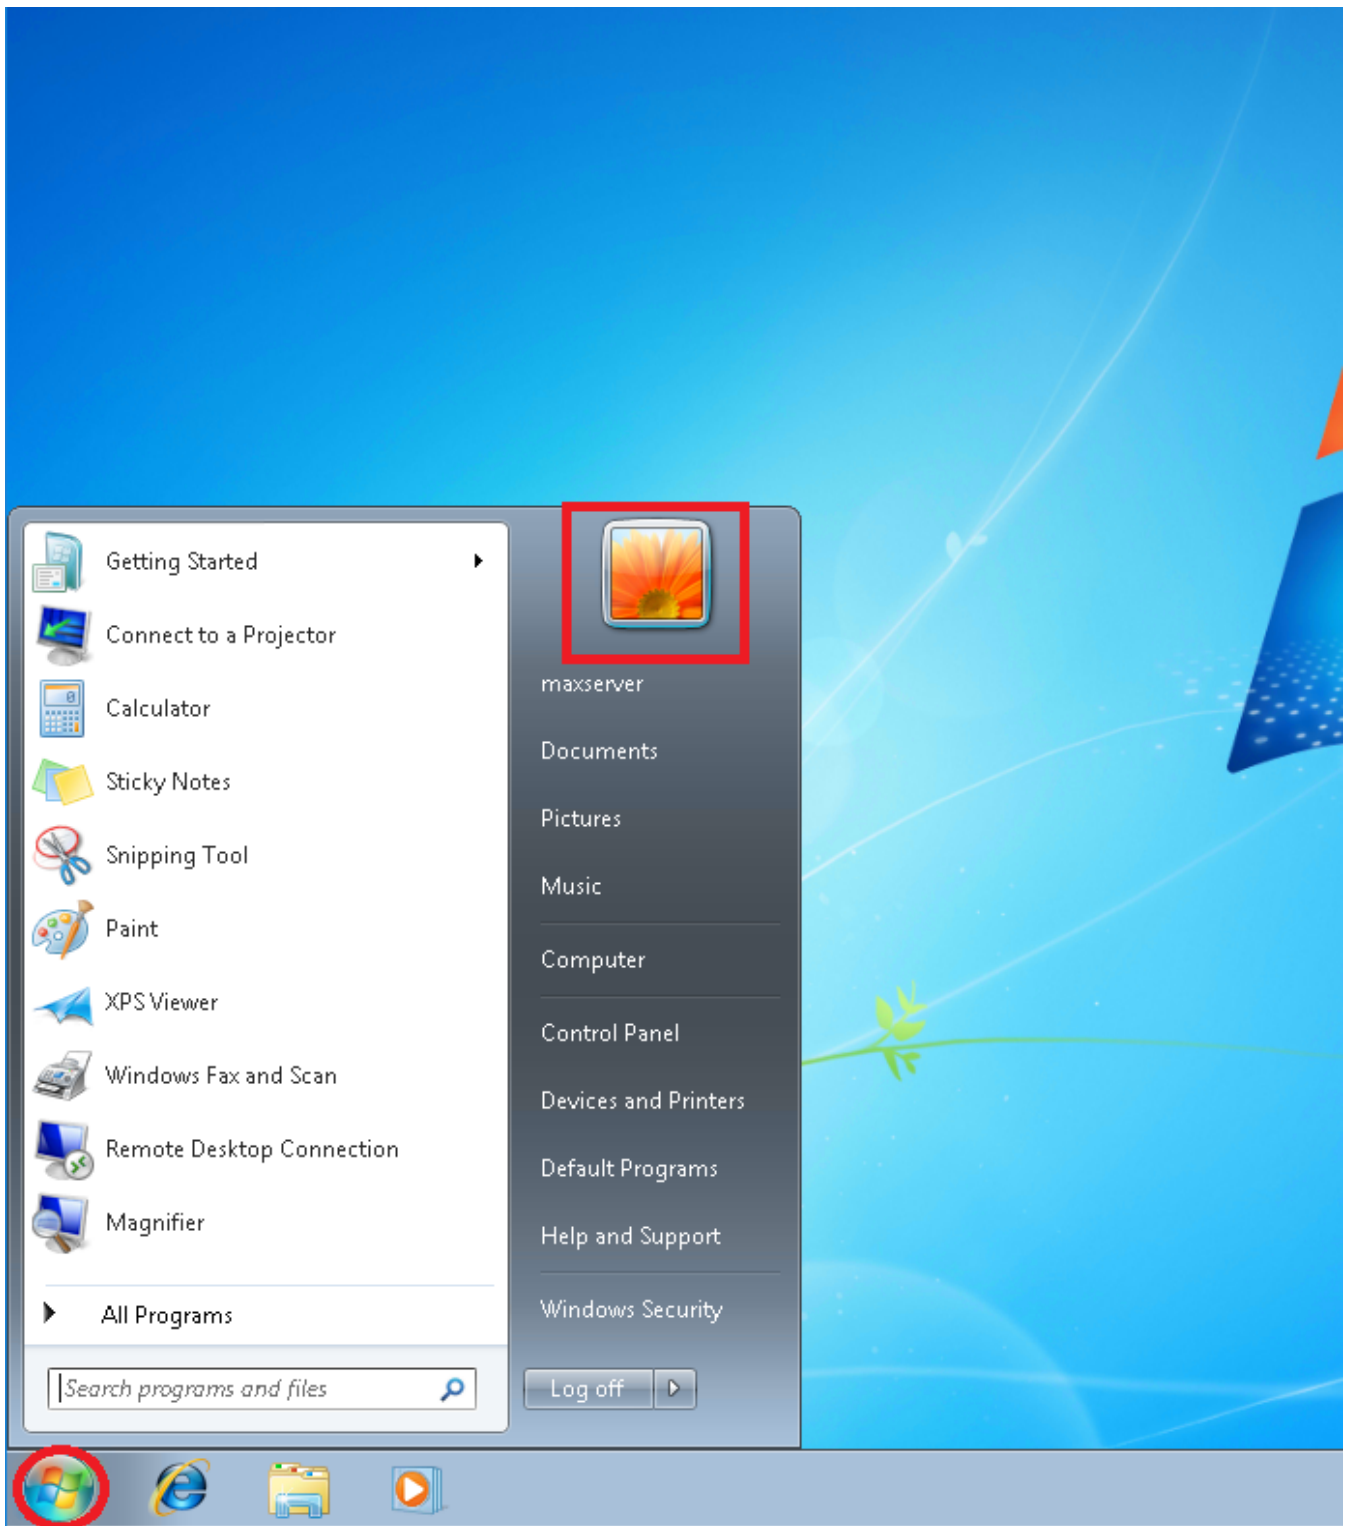 Getting Started
Connect to a Projector
Calculator
Sticky Notes
Snipping Tool
Paint
XPS Viewer
Windows Fax and Scan
Remote Desktop Connection
Magnifier
All Programs
Search programs and files
maxserver
Documents
Pictures
Music
Computer
Control Panel
Devices and Printers
Default Programs
Help and Support
Windows Security
Log off